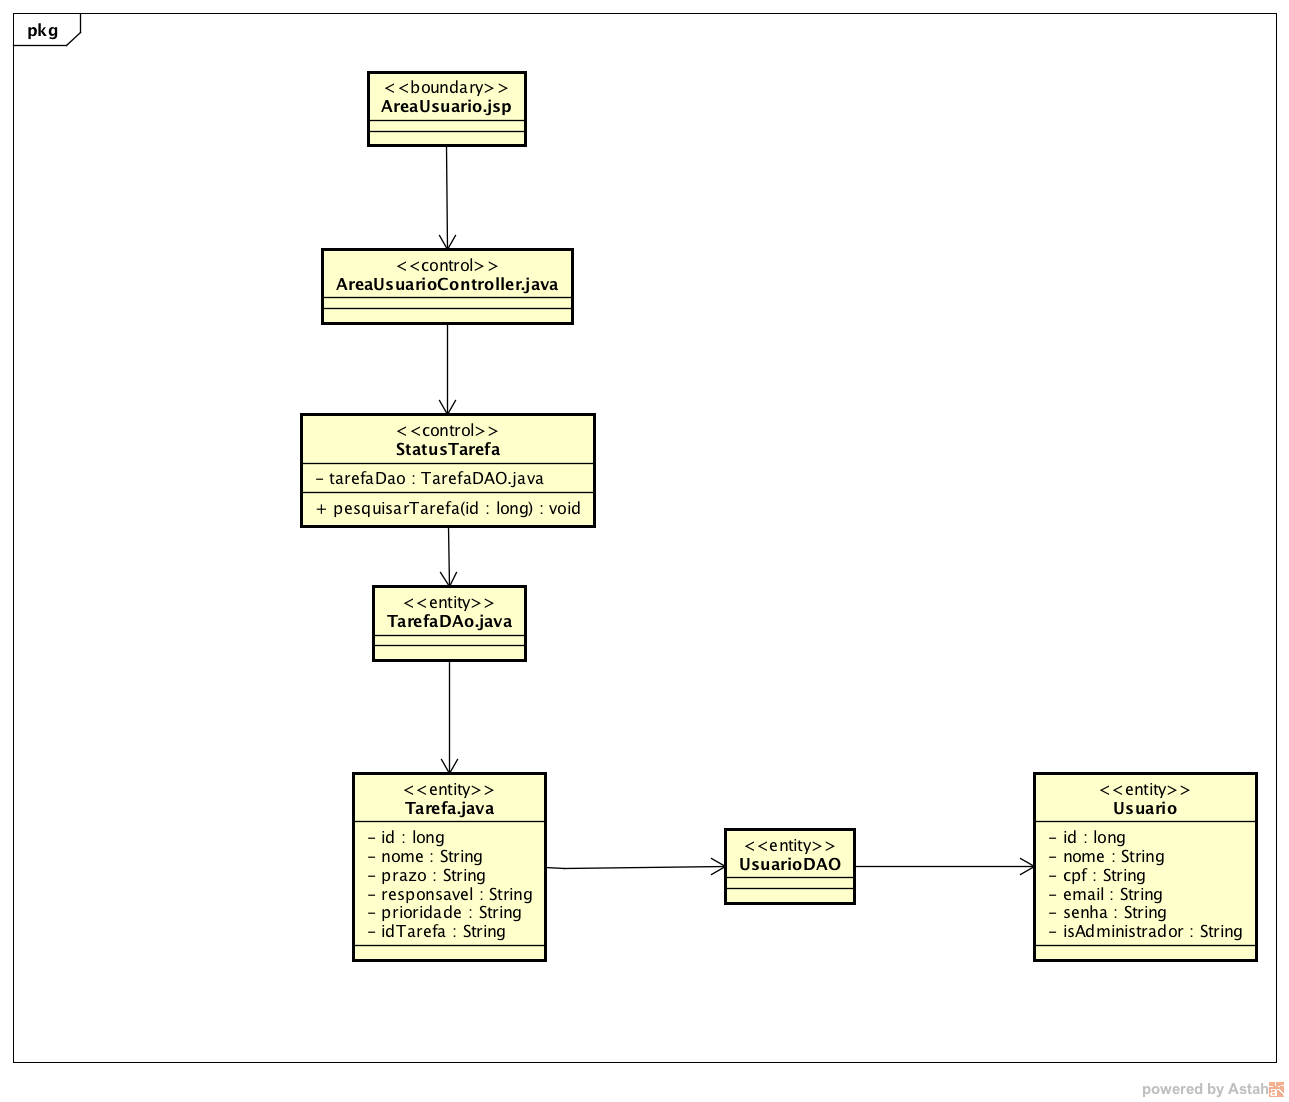 pkg
<<boundary>>
AreaUsuario.jsp
<<control>>
AreaUsuarioController.java
<<control>>
StatusTarefa
- tarefaDao : TarefaDAO.java
+ pesquisarTarefa(id : long) : void
<<entity>>
TarefaDAo.java
<<entity>>
Tarefa.java
- id : long
- nome : String
- prazo : String
- responsavel : String
- prioridade : String
- idTarefa : String
<<entity>>
UsuarioDAO
<<entity>>
Usuario
- id : long
- nome : String
- cpf : String
- email : String
- senha : String
- isAdministrador : String
powered by Astah